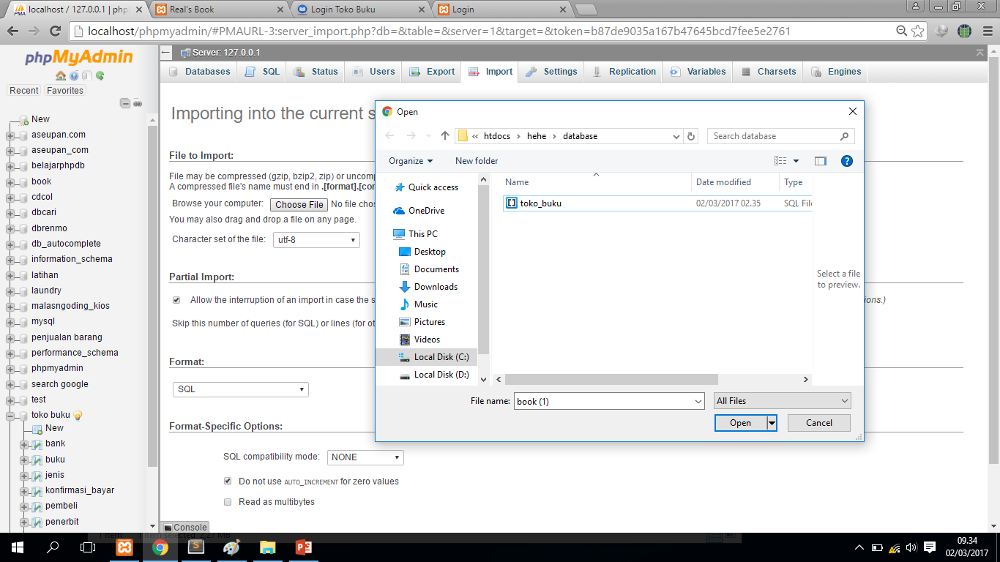 localhost / 127.0.0.1 | phpM
Real's Book
Login Toko Buku
Login
localhost/phpmyadmin/#PMAURL-3:server_import.php?db=&table=&server=1&target=&token=b87de9035a167b47645bcd7fee5e2761
phpMyAdmin
Recent
Favorites
New
aseupan.com
aseupan_com
belajarphpdb
book
cdcol
dbcari
dbrenmo
db_autocomplete
information_schema
latihan
laundry
malasngoding_kios
mysql
penjualan barang
performance_schema
phpmyadmin
search google
test
toko buku
New
bank
buku
jenis
konfirmasi_bayar
pembeli
penerbit
Server: 127.0.0.1
Databases
SQL
Status
Users
Export
Import
Settings
Replication
Variables
Charsets
Engines
Importing into the current s
File to Import:
File may be compressed (gzip, bzip2, zip) or uncomp
A compressed file's name must end in .[format].[com
Browse your computer:
Choose File
No file chos
You may also drag and drop a file on any page.
Character set of the file:
utf-8
Partial Import:
Allow the interruption of an import in case the s
ions.)
Skip this number of queries (for SQL) or lines (for ot
Format:
SQL
Format-Specific Options:
SQL compatibility mode:
NONE
Do not use AUTO_INCREMENT for zero values
Read as multibytes
Console
Open
« htdocs › hehe › database
Search database
Organize
New folder
Quick access
OneDrive
This PC
Desktop
Documents
Downloads
Music
Pictures
Videos
Local Disk (C:)
Local Disk (D:)
Name
Date modified
Type
toko_buku
02/03/2017 02.35
SQL File
Select a file
to preview.
File name:
book (1)
All Files
Open
Cancel
1 item
1 item selected 2,27 MB
09.34
02/03/2017